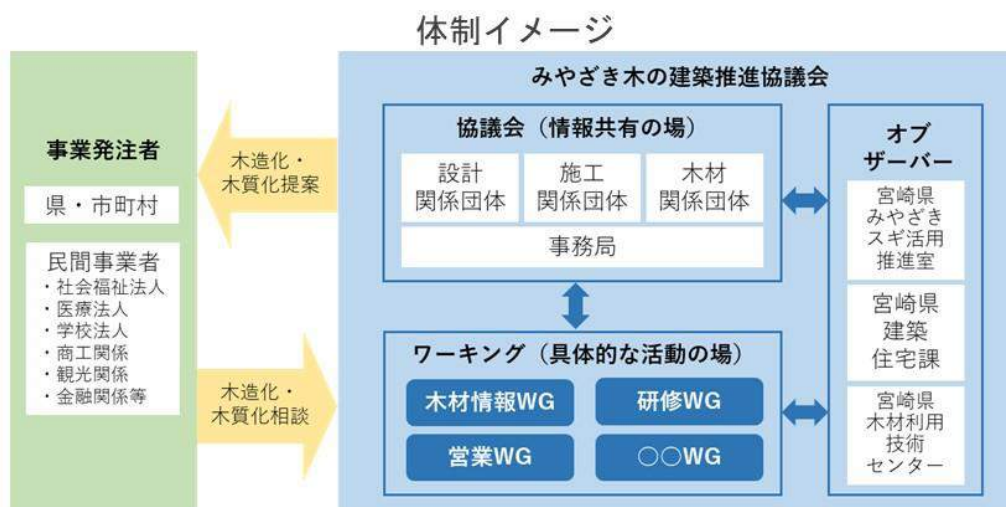 体制イメージ
事業発注者
県・市町村
民間事業者
・社会福祉法人
・医療法人
・学校法人
・商工関係
・観光関係
・金融関係等
木造化・
木質化提案
木造化・
木質化相談
みやざき木の建築推進協議会
協議会（情報共有の場）
設計
関係団体
施工
関係団体
木材
関係団体
事務局
ワーキング（具体的な活動の場）
木材情報WG
研修WG
営業WG
○○WG
オブ
ザーバー
宮崎県
みやざき
スギ活用
推進室
宮崎県
建築
住宅課
宮崎県
木材利用
技術
センター